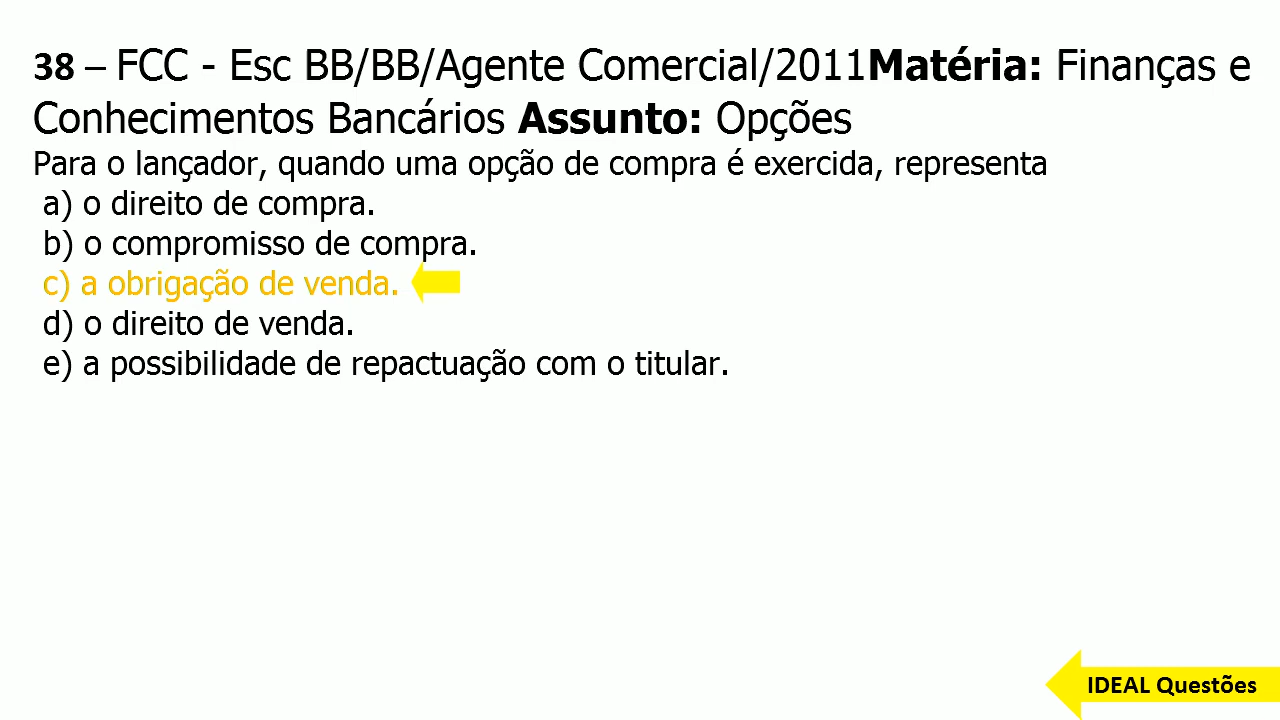 38 – FCC - Esc BB/BB/Agente Comercial/2011Matéria: Finanças e
Conhecimentos Bancários Assunto: Opções
Para o lançador, quando uma opção de compra é exercida, representa
a) o direito de compra.
b) o compromisso de compra.
c) a obrigação de venda.
d) o direito de venda.
e) a possibilidade de repactuação com o titular.
IDEAL Questões